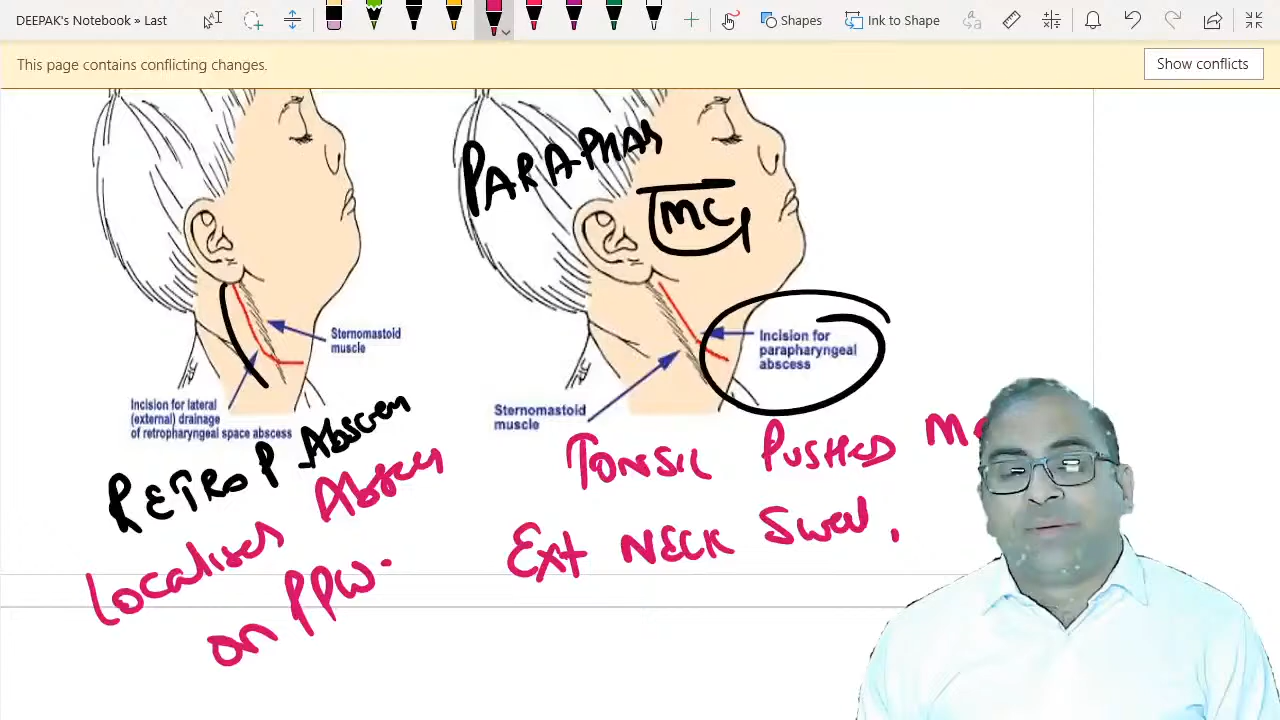 DEEPAK's Notebook » Last
Shapes
Ink to Shape
This page contains conflicting changes.
Show conflicts
PARAPHAR
MC
Sternomastoid
muscle
Incision for lateral
(external) drainage
of retropharyngeal space abscess
Incision for
parapharyngeal
abscess
Sternomastoid
muscle
RETROP Abscess
Localised Abscess
on PPW
TONSIL PUSHED
EXT NECK Swel,